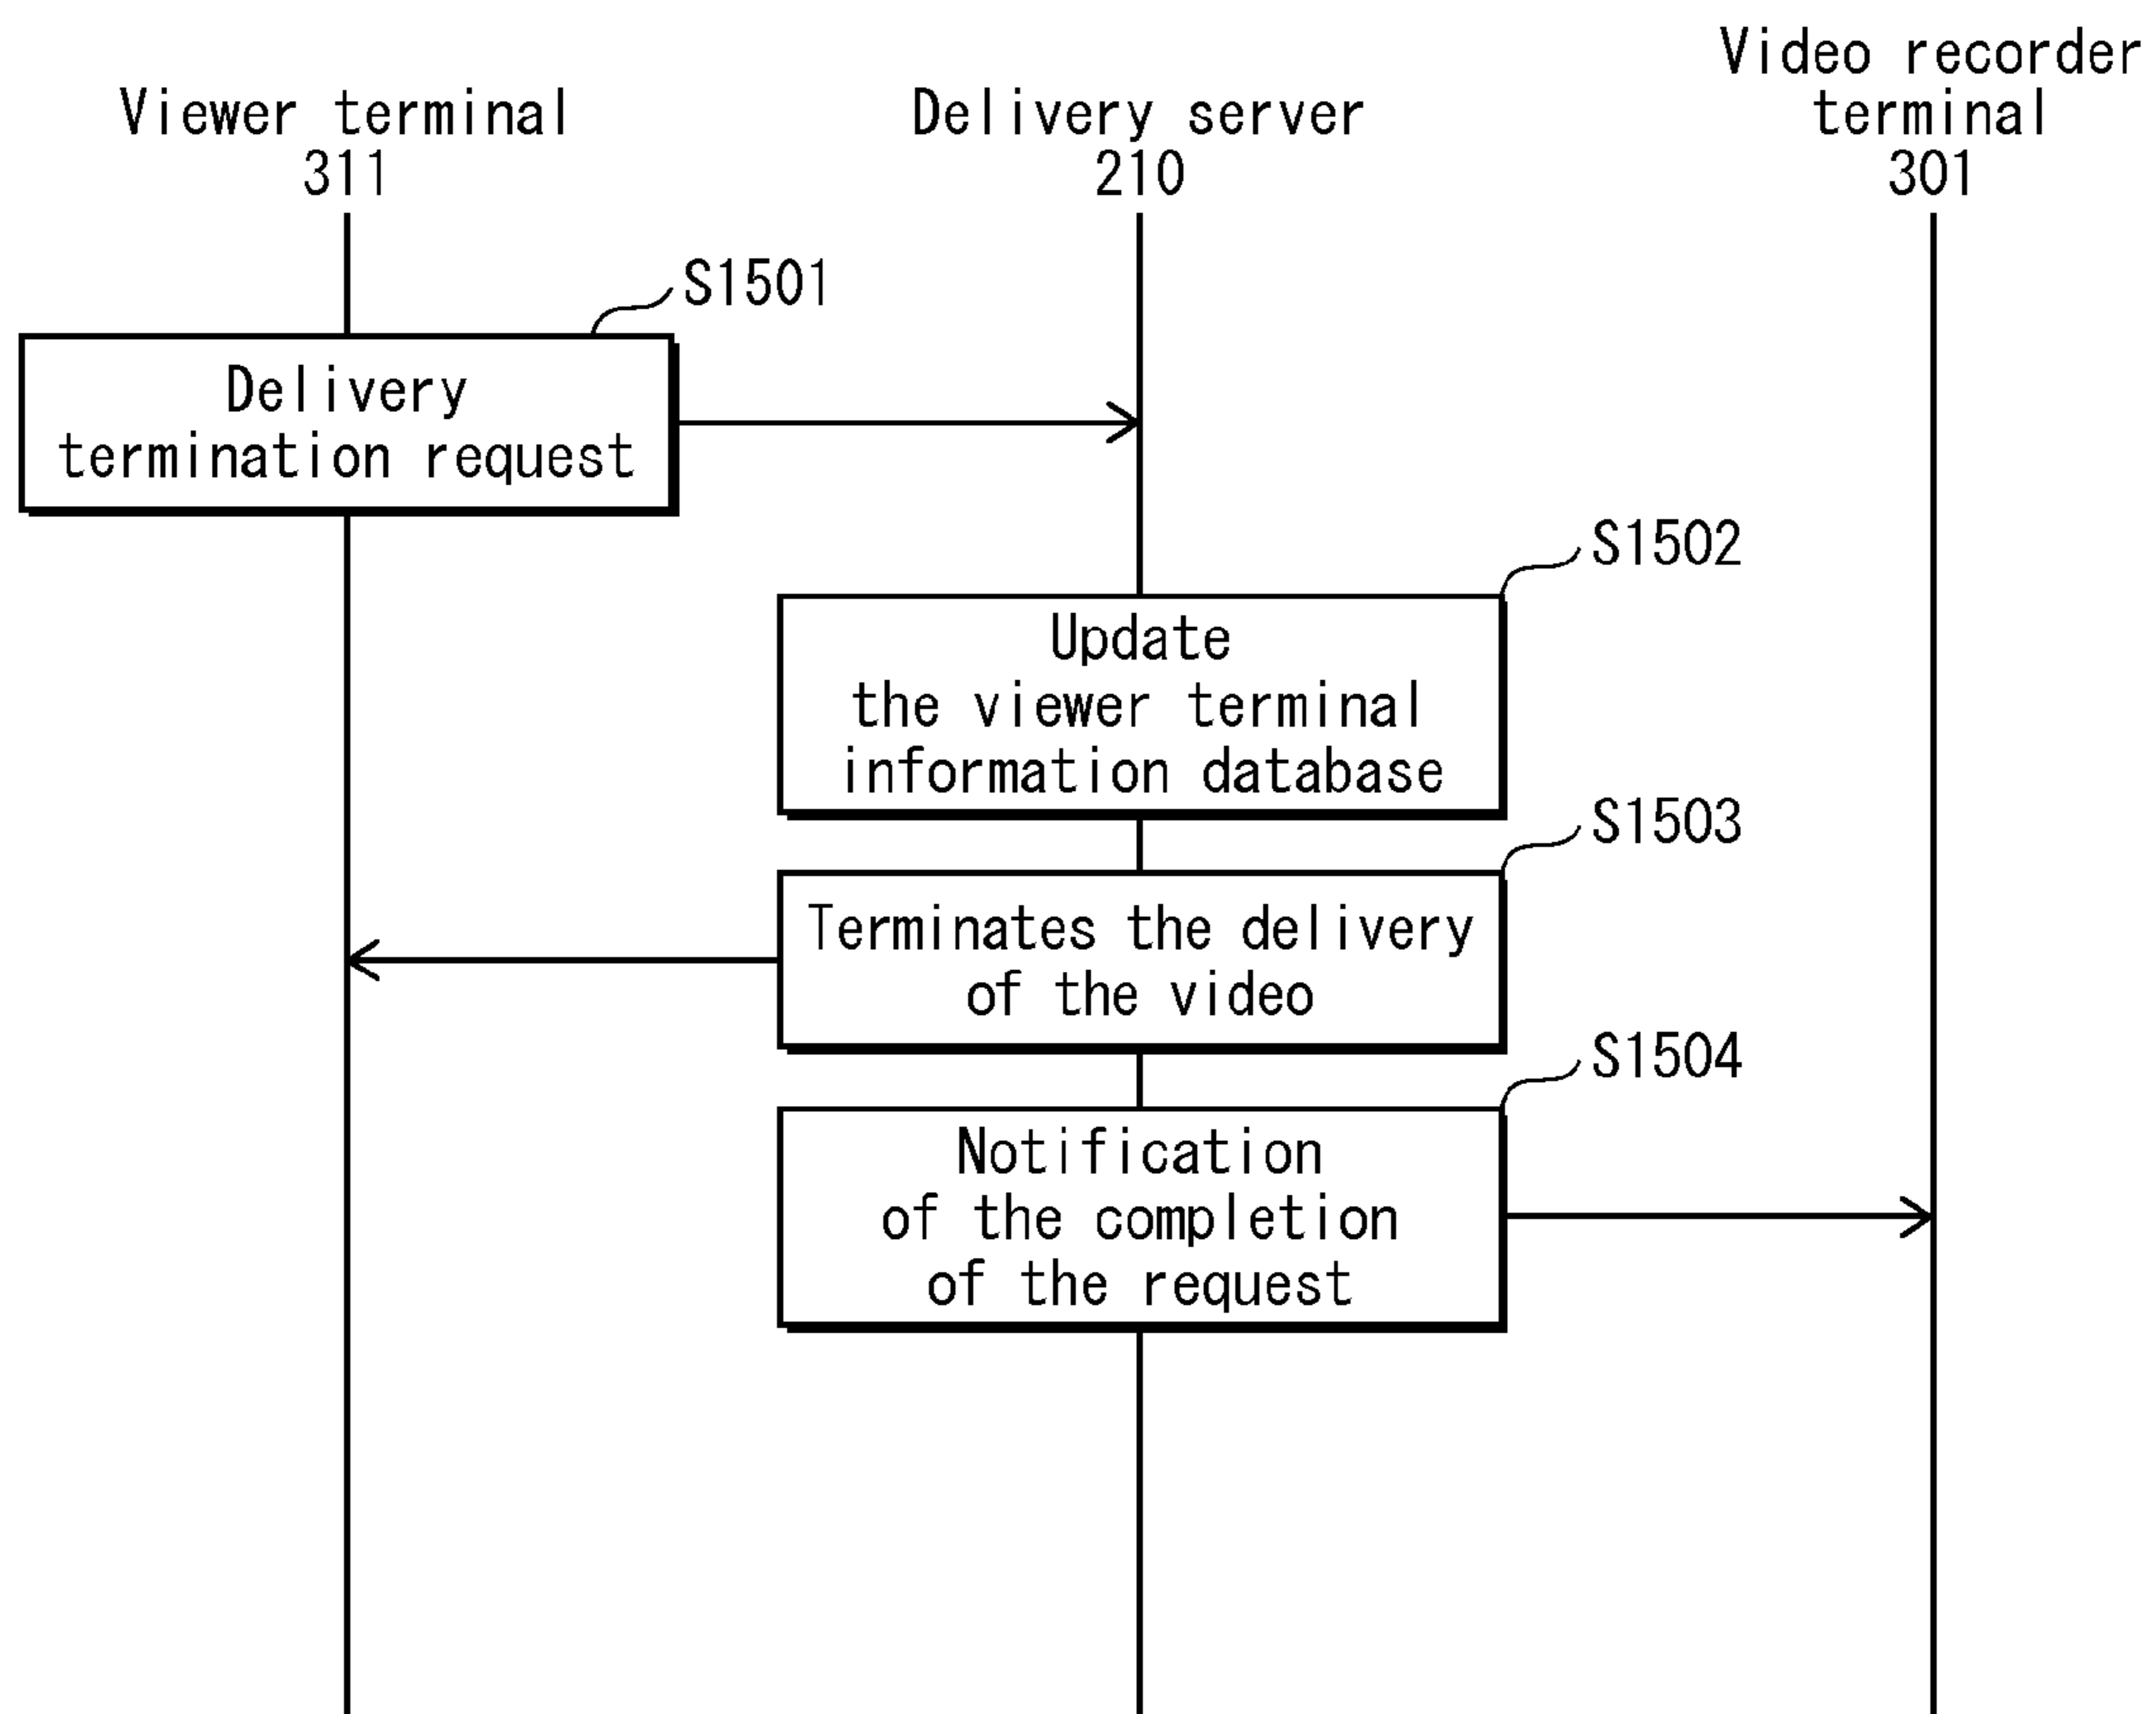 Viewer terminal
311
Delivery server
210
Video recorder
terminal
301
S1501
Delivery
termination request
S1502
Update
the viewer terminal
information database
S1503
Terminates the delivery
of the video
S1504
Notification
of the completion
of the request